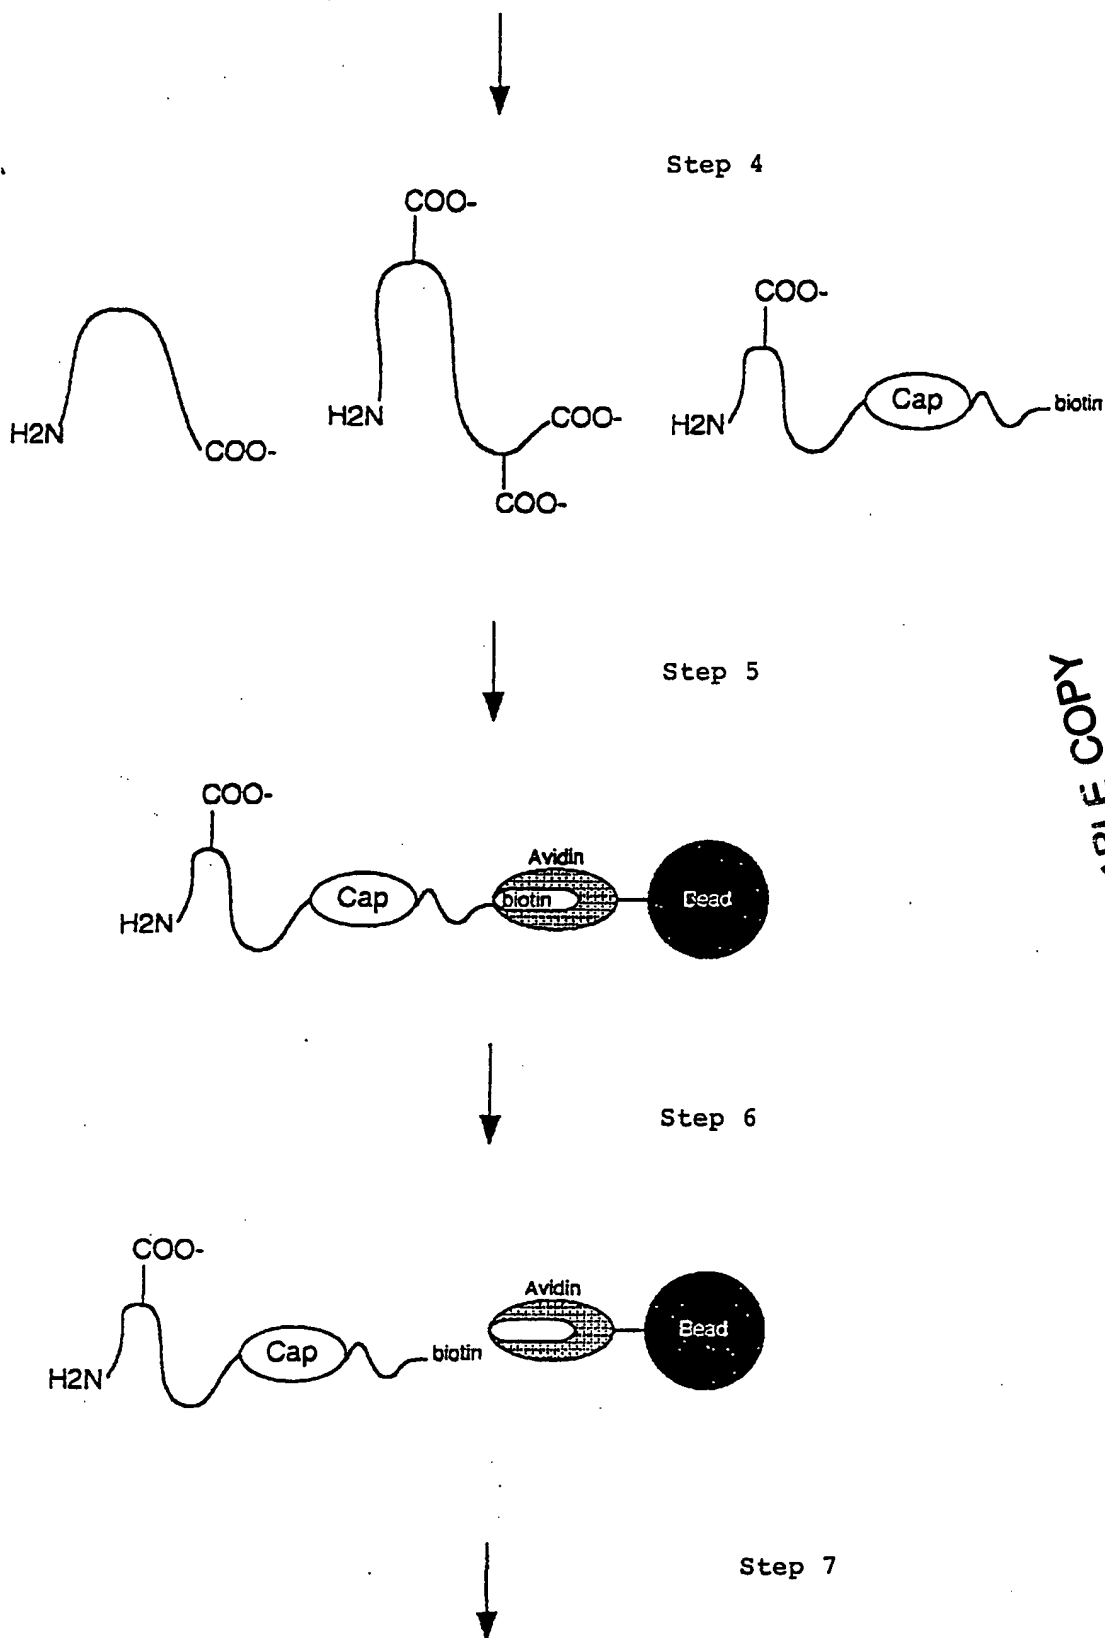 Step 4
COO-
COO-
H2N
COO-
H2N
COO-
COO-
H2N
Cap
biotin
Step 5
COPY
COO-
H2N
Cap
Avidin
biotin
Bead
Step 6
COO-
H2N
Cap
biotin
Avidin
Bead
Step 7